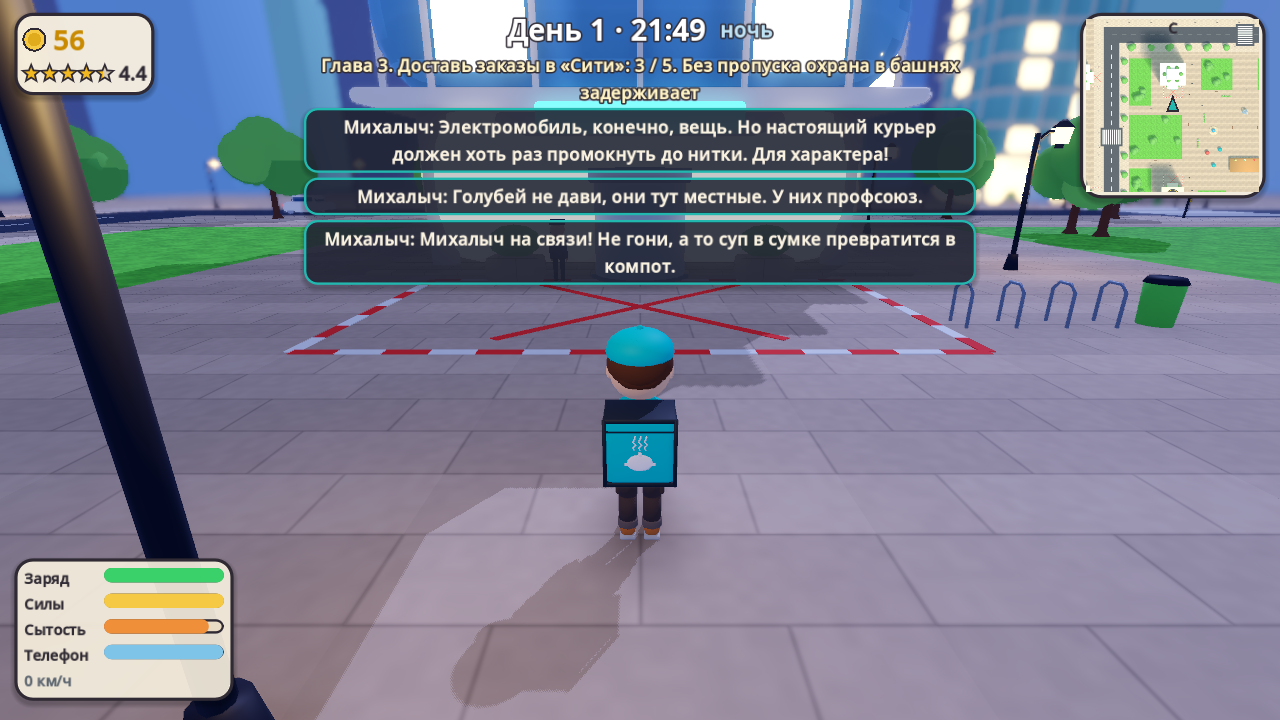 56
4.4
День 1 · 21:49 ночь
Глава 3. Доставь заказы в «Сити»: 3 / 5. Без пропуска охрана в башнях
задерживает
Михалыч: Электромобиль, конечно, вещь. Но настоящий курьер
должен хоть раз промокнуть до нитки. Для характера!
Михалыч: Голубей не дави, они тут местные. У них профсоюз.
Михалыч: Михалыч на связи! Не гони, а то суп в сумке превратится в
компот.
С
Заряд
Силы
Сытость
Телефон
0 км/ч